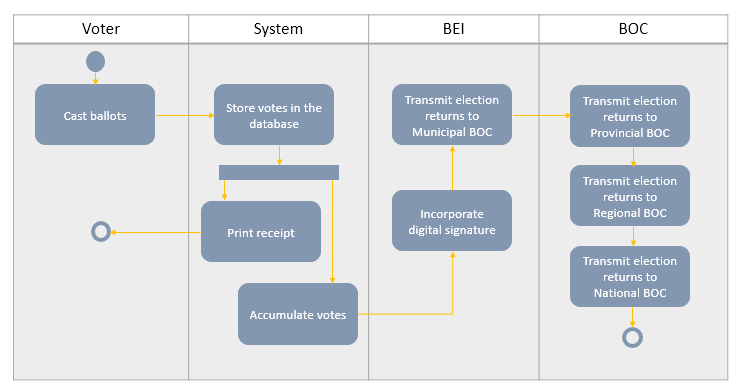 Voter
System
BEI
BOC
Cast ballots
Store votes in the
database
Print receipt
Accumulate votes
Incorporate
digital signature
Transmit election
returns to
Municipal BOC
Transmit election
returns to
Provincial BOC
Transmit election
returns to
Regional BOC
Transmit election
returns to
National BOC